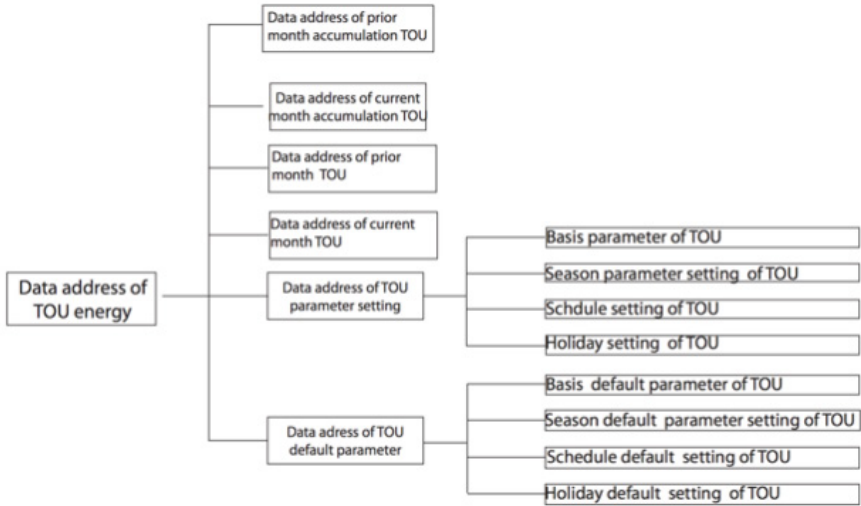 Data address of prior
month accumulation TOU
Data address of current
month accumulation TOU
Data address of prior
month TOU
Data address of current
month TOU
Data address of
TOU energy
Data address of TOU
parameter setting
Basis parameter of TOU
Season parameter setting of TOU
Schdule setting of TOU
Holiday setting of TOU
Data adress of TOU
default parameter
Basis default parameter of TOU
Season default parameter setting of TOU
Schedule default setting of TOU
Holiday default setting of TOU